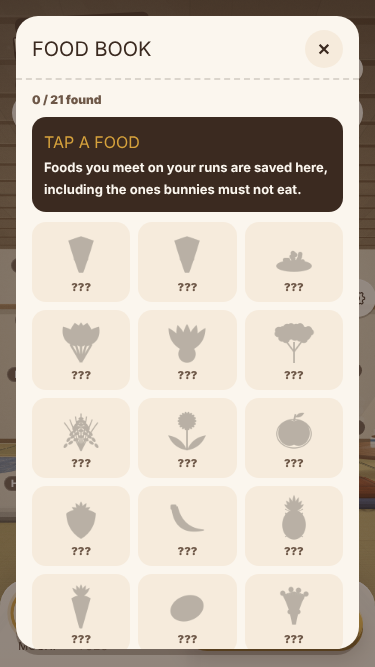 FOOD BOOK
×
0 / 21 found
TAP A FOOD
Foods you meet on your runs are saved here,
including the ones bunnies must not eat.
??? ??? ???
??? ??? ???
??? ??? ???
??? ??? ???
??? ??? ???